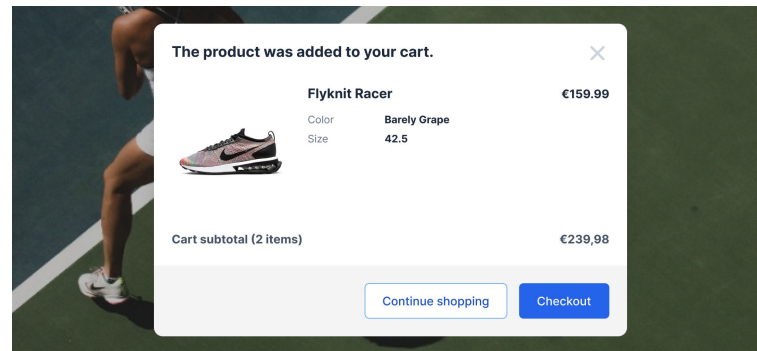 The product was added to your cart.
Flyknit Racer €159.99
Color Barely Grape
Size 42.5
Cart subtotal (2 items) €239,98
Continue shopping Checkout